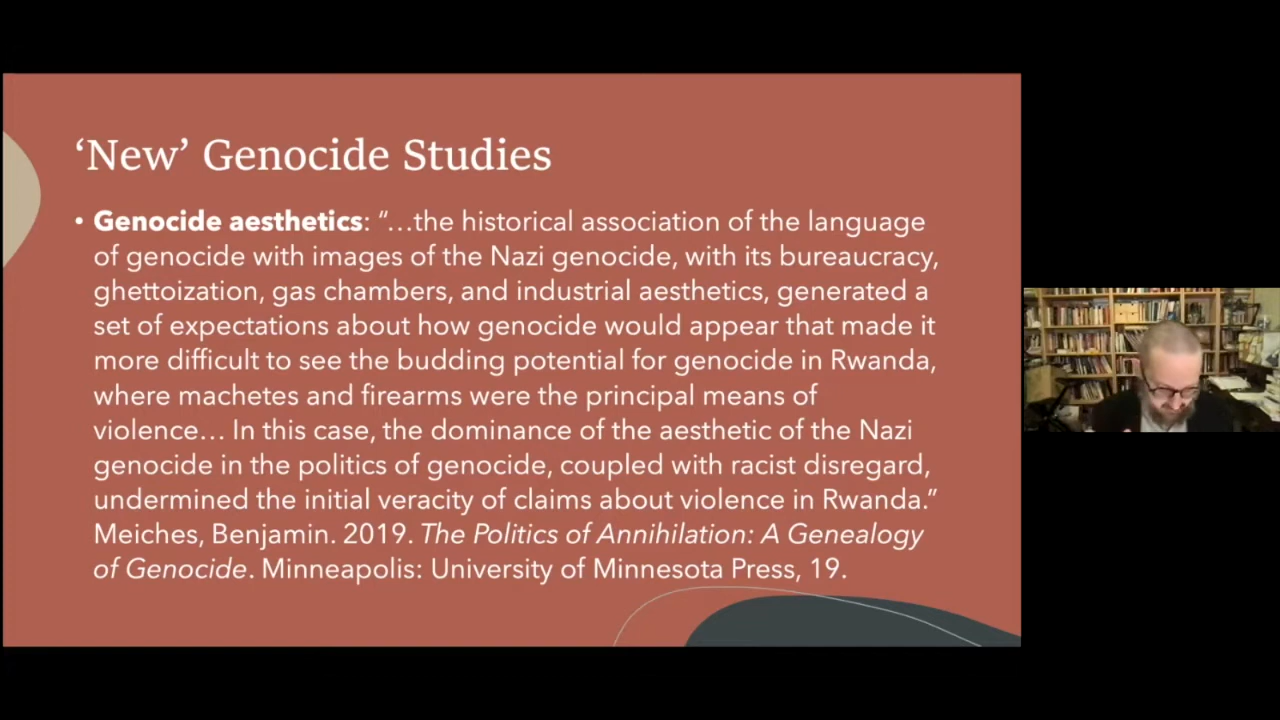 ‘New’ Genocide Studies
• Genocide aesthetics: “…the historical association of the language
of genocide with images of the Nazi genocide, with its bureaucracy,
ghettoization, gas chambers, and industrial aesthetics, generated a
set of expectations about how genocide would appear that made it
more difficult to see the budding potential for genocide in Rwanda,
where machetes and firearms were the principal means of
violence… In this case, the dominance of the aesthetic of the Nazi
genocide in the politics of genocide, coupled with racist disregard,
undermined the initial veracity of claims about violence in Rwanda.”
Meiches, Benjamin. 2019. The Politics of Annihilation: A Genealogy
of Genocide. Minneapolis: University of Minnesota Press, 19.